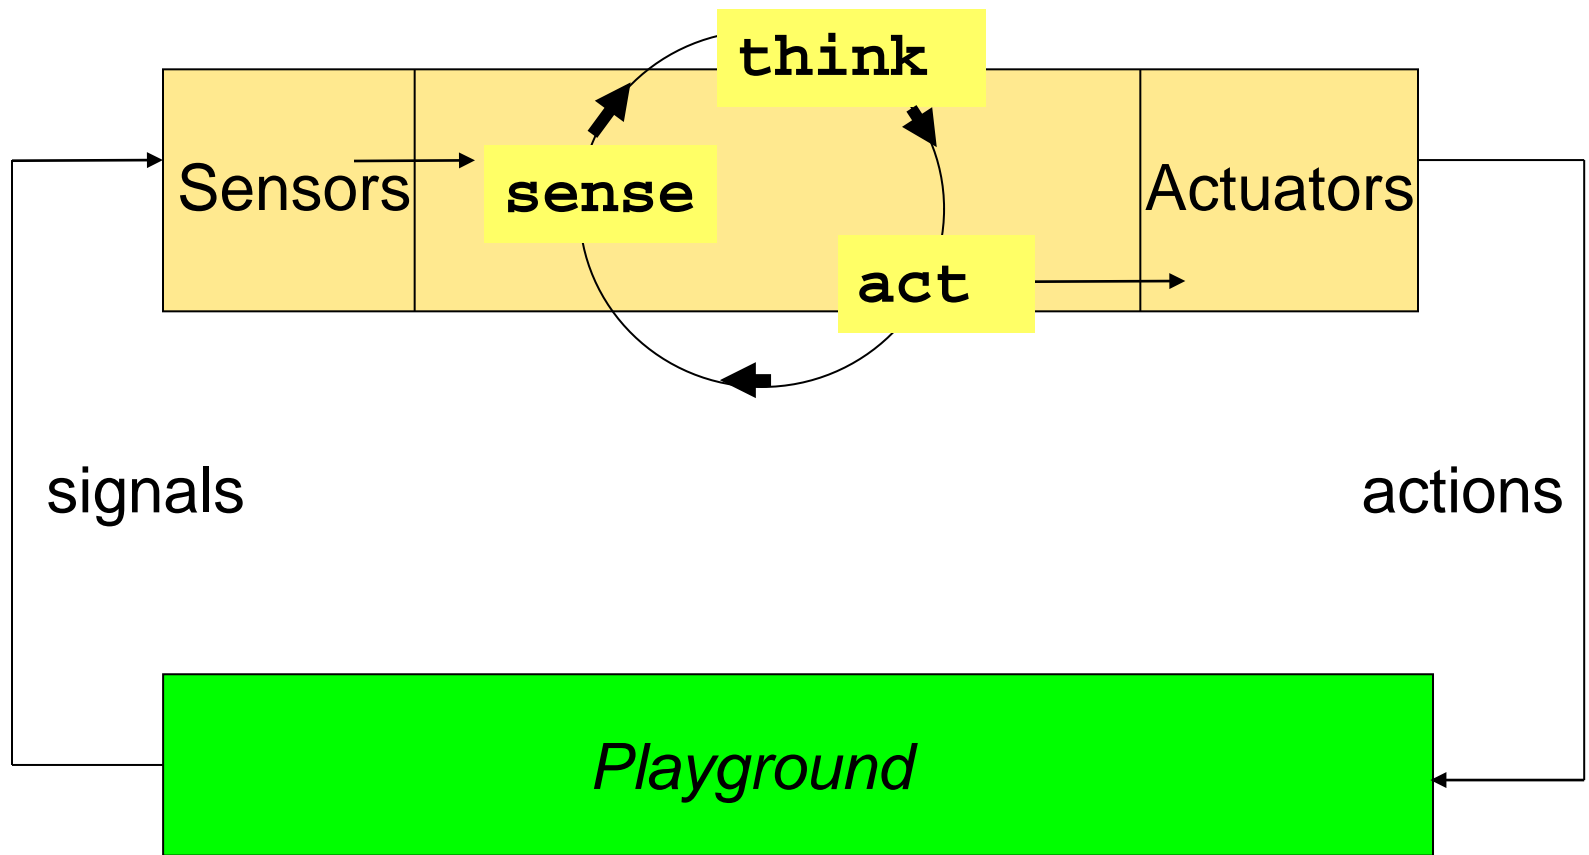 think
Sensors
sense
Actuators
act
signals
actions
Playground